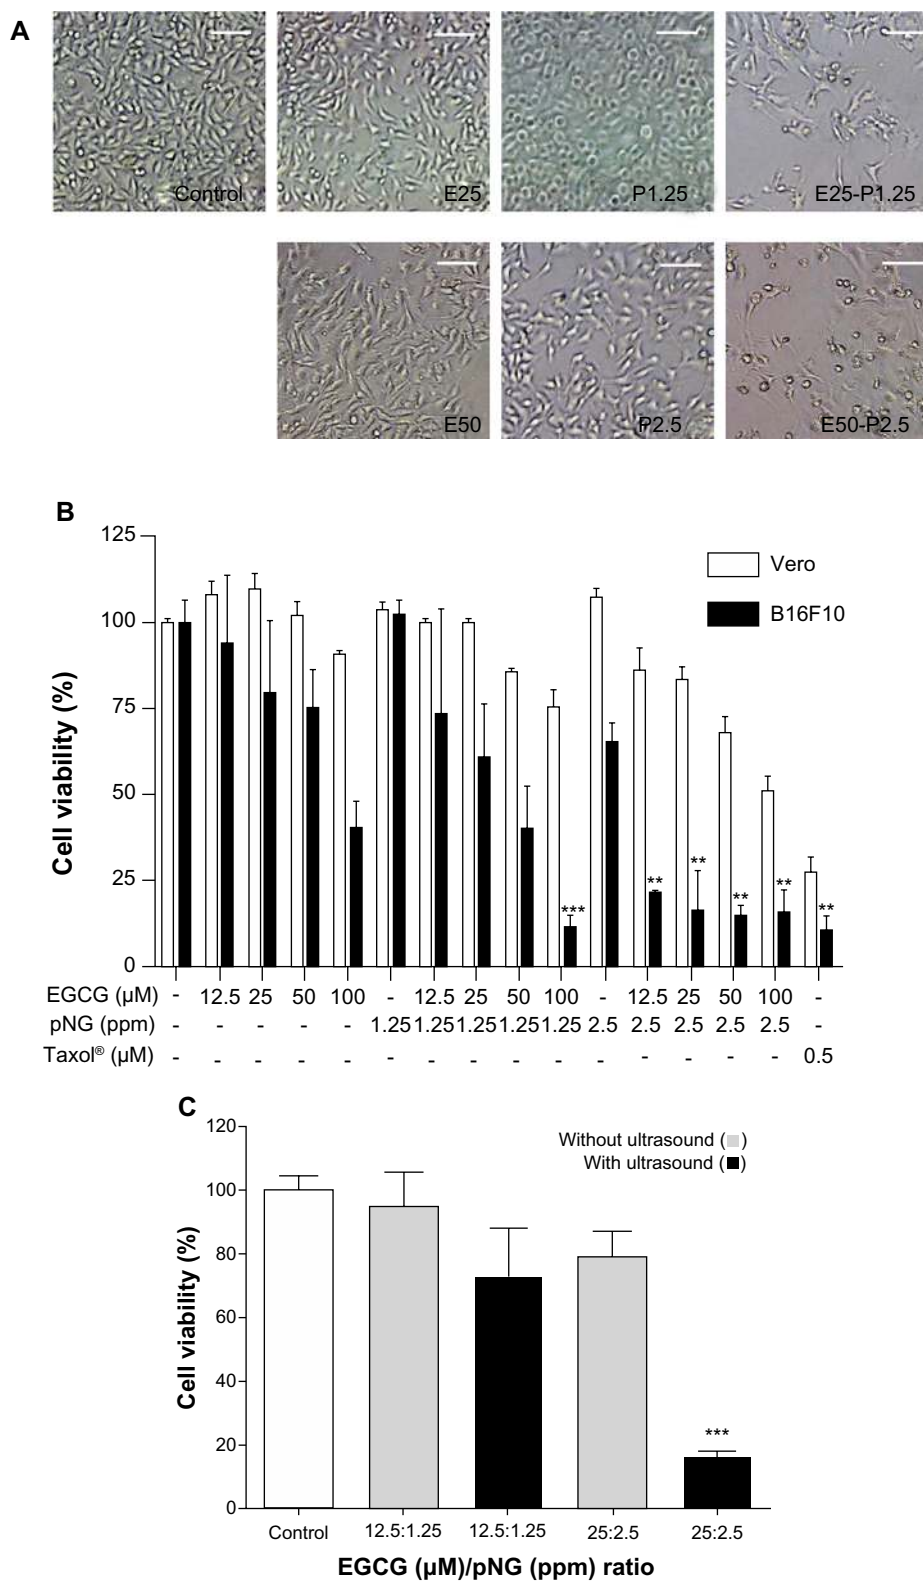 A
Control
E25
P1.25
E25-P1.25
E50
P2.5
E50-P2.5
B
125
100
75
50
25
0
Cell viability (%)
Vero
B16F10
*** ** ** ** ** **
EGCG (µM) - 12.5 25 50 100 - 12.5 25 50 100 - 12.5 25 50 100 -
pNG (ppm) - - - - - 1.25 1.25 1.25 1.25 1.25 2.5 2.5 2.5 2.5 2.5 -
Taxol® (µM) - - - - - - - - - - - - - - - 0.5
C
120
100
80
60
40
20
0
Cell viability (%)
Without ultrasound ( )
With ultrasound ( )
***
Control 12.5:1.25 12.5:1.25 25:2.5 25:2.5
EGCG (µM)/pNG (ppm) ratio